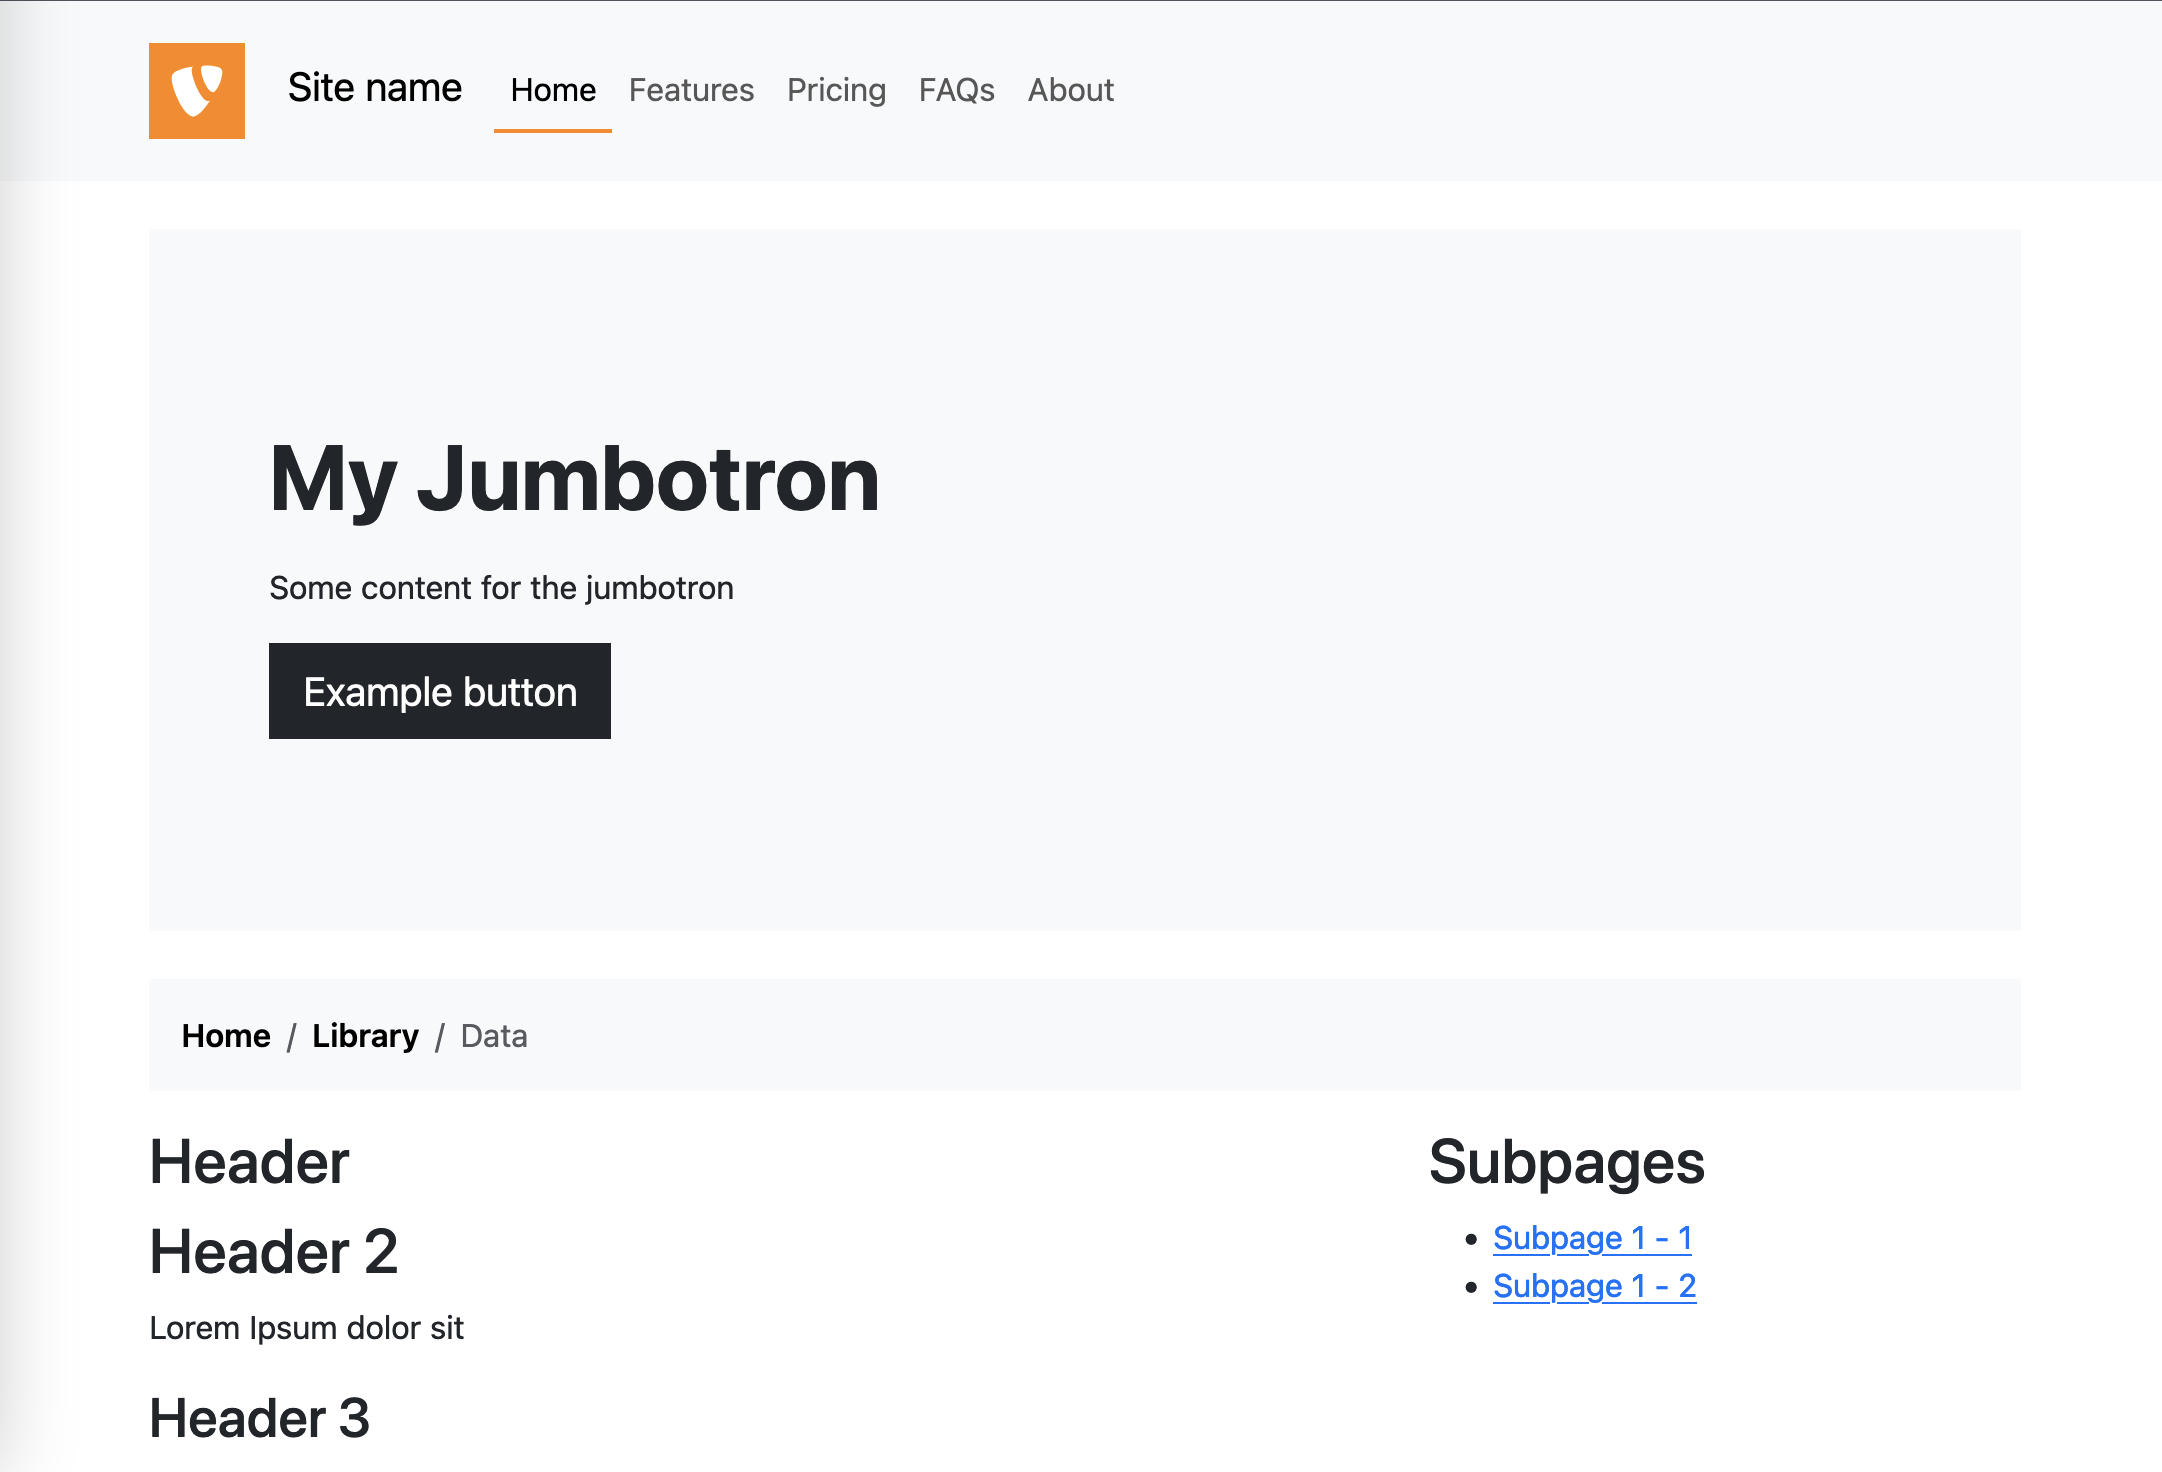 Site name Home Features Pricing FAQs About
My Jumbotron
Some content for the jumbotron
Example button
Home / Library / Data
Header
Header 2
Lorem Ipsum dolor sit
Header 3
Subpages
• Subpage 1 - 1
• Subpage 1 - 2